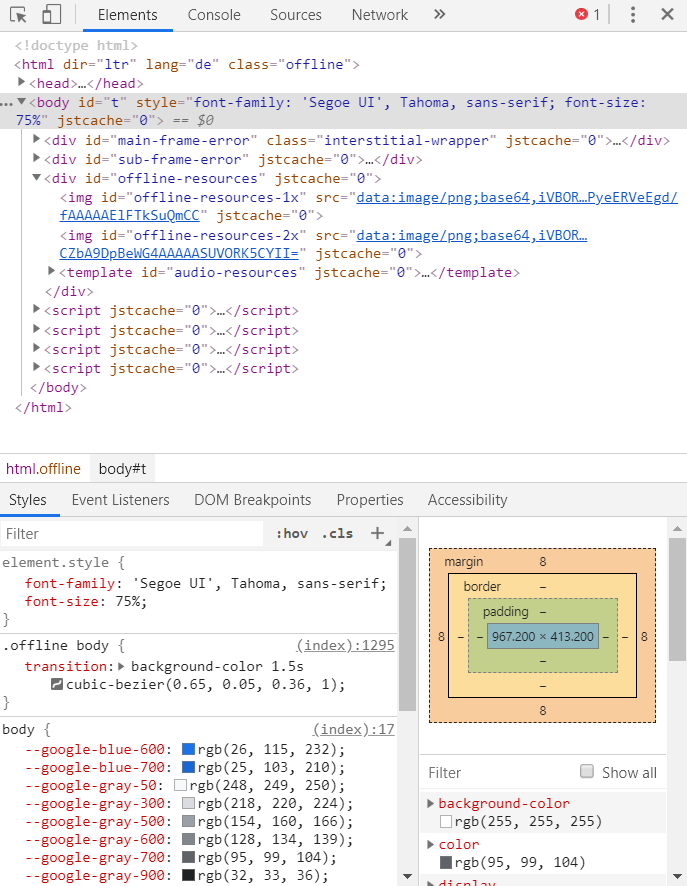 Elements Console Sources Network » 1
<!doctype html>
<html dir="ltr" lang="de" class="offline">
<head>…</head>
…<body id="t" style="font-family: 'Segoe UI', Tahoma, sans-serif; font-size:
75%" jstcache="0"> == $0
<div id="main-frame-error" class="interstitial-wrapper" jstcache="0">…</div>
<div id="sub-frame-error" jstcache="0">…</div>
<div id="offline-resources" jstcache="0">
<img id="offline-resources-1x" src="data:image/png;base64,iVBOR…PyeERVeEgd/
fAAAAAElFTkSuQmCC" jstcache="0">
<img id="offline-resources-2x" src="data:image/png;base64,iVBOR…
CZbA9DpBeWG4AAAAASUVORK5CYII=" jstcache="0">
<template id="audio-resources" jstcache="0">…</template>
</div>
<script jstcache="0">…</script>
<script jstcache="0">…</script>
<script jstcache="0">…</script>
<script jstcache="0">…</script>
</body>
</html>
html.offline body#t
Styles Event Listeners DOM Breakpoints Properties Accessibility
Filter :hov .cls +
element.style {
font-family: 'Segoe UI', Tahoma, sans-serif;
font-size: 75%;
}
.offline body { (index):1295
transition: background-color 1.5s
cubic-bezier(0.65, 0.05, 0.36, 1);
}
body { (index):17
--google-blue-600: rgb(26, 115, 232);
--google-blue-700: rgb(25, 103, 210);
--google-gray-50: rgb(248, 249, 250);
--google-gray-300: rgb(218, 220, 224);
--google-gray-500: rgb(154, 160, 166);
--google-gray-600: rgb(128, 134, 139);
--google-gray-700: rgb(95, 99, 104);
--google-gray-900: rgb(32, 33, 36);
margin 8
border –
padding –
8 – – 967.200 × 413.200 – – 8
–
–
8
Filter Show all
background-color
rgb(255, 255, 255)
color
rgb(95, 99, 104)
display